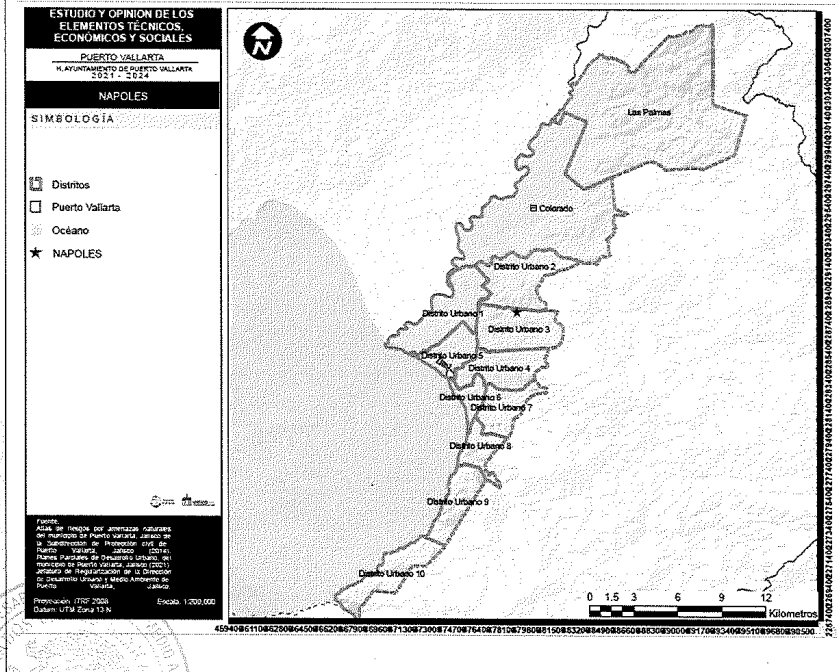 ESTUDIO Y OPINION DE LOS
ELEMENTOS TÉCNICOS,
ECONÓMICOS Y SOCIALES
PUERTO VALLARTA
H. AYUNTAMIENTO DE PUERTO VALLARTA
2021 - 2024
NAPOLES
SIMBOLOGÍA
Distritos
Puerto Vallarta
Océano
NAPOLES
Fuente:
Atlas de riesgos por amenazas naturales
del municipio de Puerto Vallarta, Jalisco de
la Subdirección de Protección civil de
Puerto Vallarta, Jalisco (2014).
Planes Parciales de Desarrollo Urbano, del
municipio de Puerto Vallarta, Jalisco (2021)
Jefatura de Regularización de la Dirección
de Desarrollo Urbano y Medio Ambiente de
Puerto Vallarta, Jalisco.
Proyección: ITRF 2008
Escala: 1:200,000
Datum: UTM Zona 13 N
N
Las Palmas
El Colorado
Distrito Urbano 2
Distrito Urbano 1
Distrito Urbano 3
Distrito Urbano 5
Distrito Urbano 4
Distrito Urbano 6
Distrito Urbano 7
Distrito Urbano 8
Distrito Urbano 9
Distrito Urbano 10
0 1.5 3 6 9 12
Kilometros